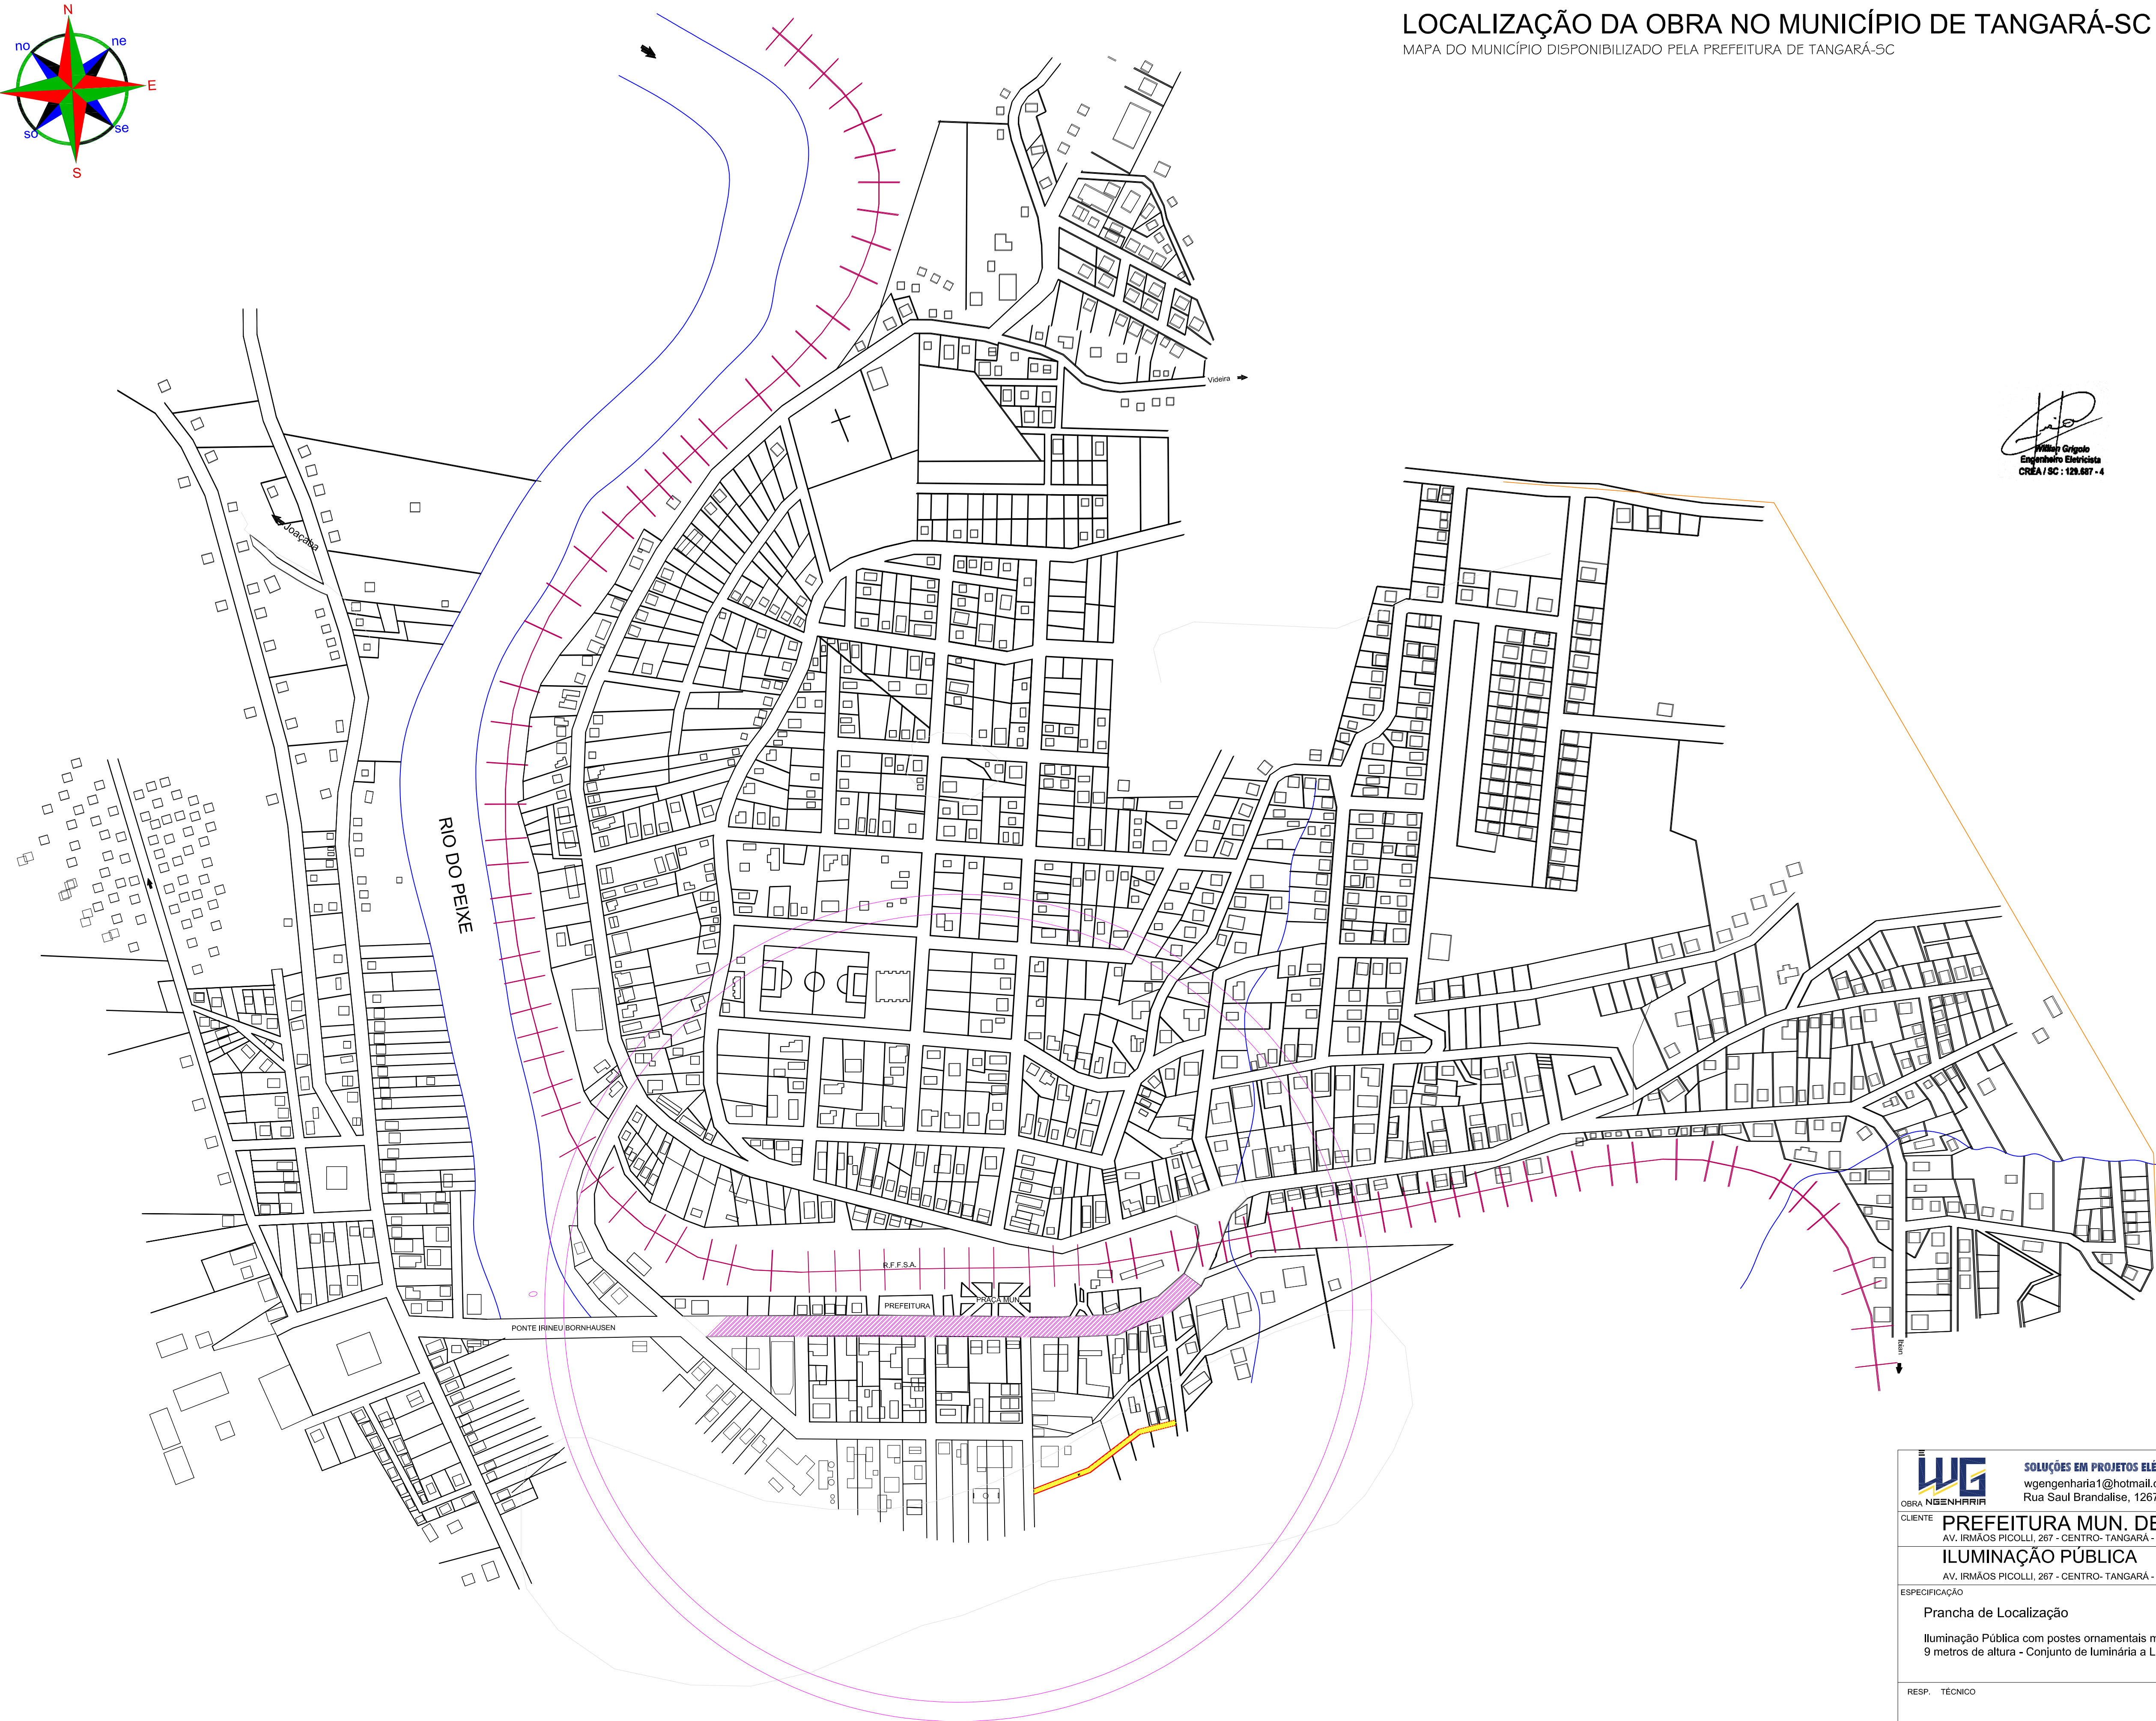 LOCALIZAÇÃO DA OBRA NO MUNICÍPIO DE TANGARÁ-SC
MAPA DO MUNICÍPIO DISPONIBILIZADO PELA PREFEITURA DE TANGARÁ-SC
N
no
ne
E
so
se
S
Videira
Willian Grigolo
Engenheiro Eletricista
CREA / SC : 129.687 - 4
Joaçaba
RIO DO PEIXE
R.F.F.S.A.
PREFEITURA
PRAÇA MUN.
PONTE IRINEU BORNHAUSEN
Ibiam
WG
NGENHARIA
SOLUÇÕES EM PROJETOS ELÉ
wgengenharia1@hotmail.c
Rua Saul Brandalise, 1267
OBRA
CLIENTE
PREFEITURA MUN. DE
AV. IRMÃOS PICOLLI, 267 - CENTRO- TANGARÁ -
ILUMINAÇÃO PÚBLICA
AV. IRMÃOS PICOLLI, 267 - CENTRO- TANGARÁ -
ESPECIFICAÇÃO
Prancha de Localização
Iluminação Pública com postes ornamentais m
9 metros de altura - Conjunto de luminária a L
RESP. TÉCNICO